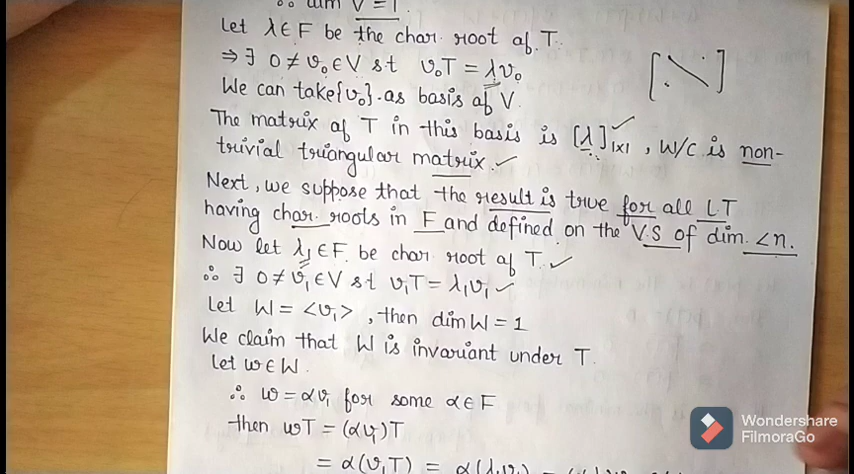 ∴ dim V = 1.
Let λ ∈ F be the char. root of T.
⇒ ∃ 0 ≠ v₀ ∈ V st v₀T = λv₀
We can take {v₀} as basis of V.
The matrix of T in this basis is [λ]₁ₓ₁ , w/c is non-
trivial triangular matrix.
Next, we suppose that the result is true for all LT
having char. roots in F and defined on the V.S of dim. <n.
Now let λ₁ ∈ F be char root of T.
∴ ∃ 0 ≠ v₁ ∈ V st v₁T = λ₁v₁
Let W = <v₁> , then dim W = 1
We claim that W is invariant under T.
Let w ∈ W.
∴ w = αv₁ for some α ∈ F
then wT = (αv₁)T
= α(v₁T) = α(λ₁v₁) =
Wondershare
FilmoraGo